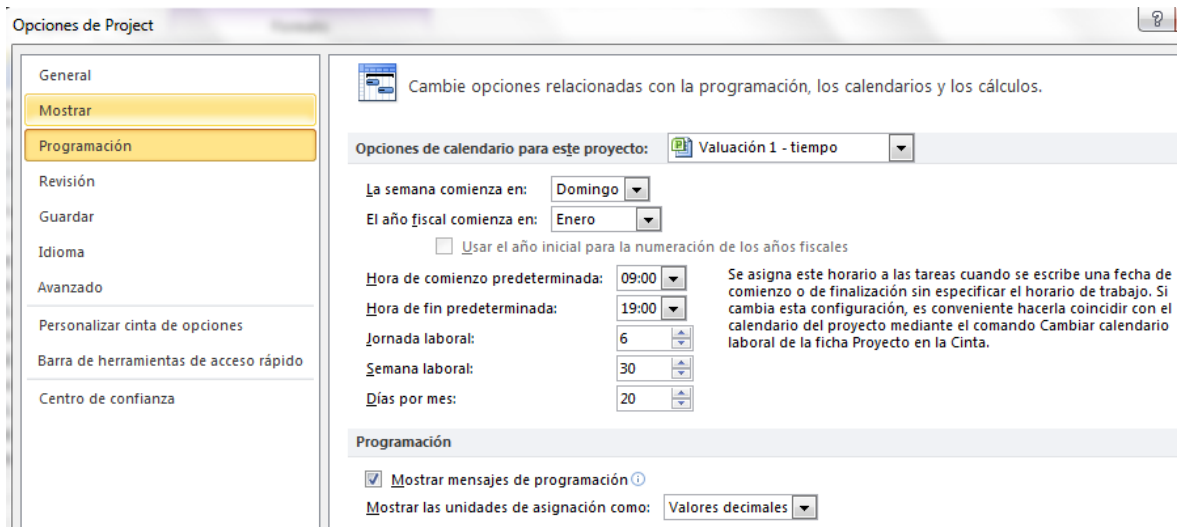 Opciones de Project
General
Mostrar
Programación
Revisión
Guardar
Idioma
Avanzado
Personalizar cinta de opciones
Barra de herramientas de acceso rápido
Centro de confianza
Cambie opciones relacionadas con la programación, los calendarios y los cálculos.
Opciones de calendario para este proyecto: Valuación 1 - tiempo
La semana comienza en: Domingo
El año fiscal comienza en: Enero
Usar el año inicial para la numeración de los años fiscales
Hora de comienzo predeterminada: 09:00
Hora de fin predeterminada: 19:00
Jornada laboral: 6
Semana laboral: 30
Días por mes: 20
Se asigna este horario a las tareas cuando se escribe una fecha de
comienzo o de finalización sin especificar el horario de trabajo. Si
cambia esta configuración, es conveniente hacerla coincidir con el
calendario del proyecto mediante el comando Cambiar calendario
laboral de la ficha Proyecto en la Cinta.
Programación
Mostrar mensajes de programación
Mostrar las unidades de asignación como: Valores decimales